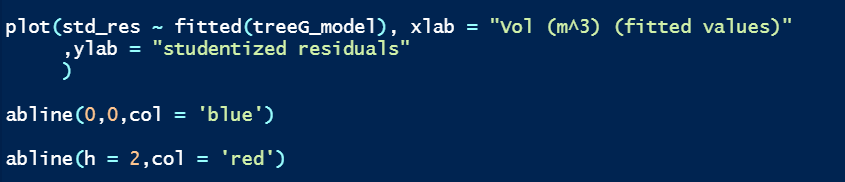 plot(std_res ~ fitted(treeG_model), xlab = "Vol (m^3) (fitted values)"
,ylab = "studentized residuals"
)
abline(0,0,col = 'blue')
abline(h = 2,col = 'red')